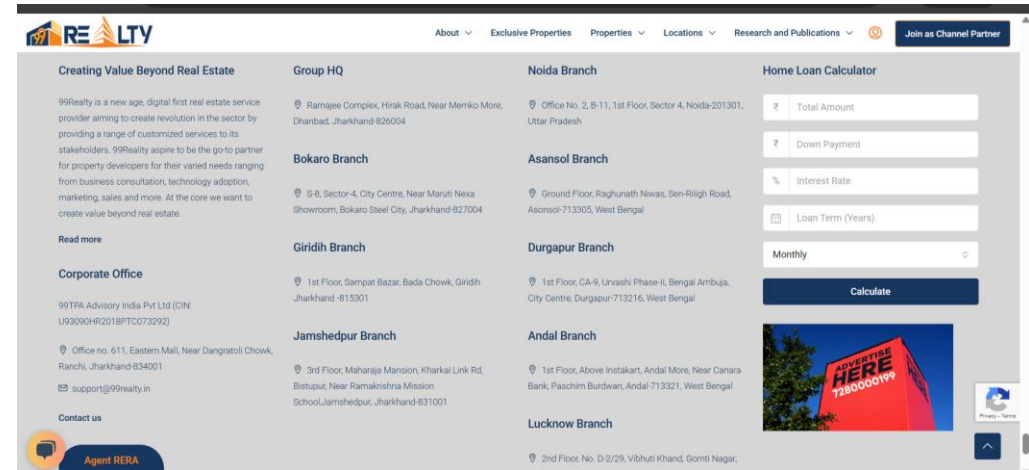 99 REALTY
About
Exclusive Properties
Properties
Locations
Research and Publications
Join as Channel Partner
Creating Value Beyond Real Estate
99Realty is a new age, digital first real estate service
provider aiming to create revolution in the sector by
providing a range of customized services to its
stakeholders. 99Reality aspire to be the go-to partner
for property developers for their varied needs ranging
from business consultation, technology adoption,
marketing, sales and more. At the core we want to
create value beyond real estate.
Read more
Corporate Office
99TPA Advisory India Pvt Ltd (CIN:
U93090HR2018PTC073292)
Office no. 611, Eastern Mall, Near Dangratoli Chowk,
Ranchi, Jharkhand-834001
support@99realty.in
Contact us
Agent RERA
Group HQ
Ramajee Complex, Hirak Road, Near Memko More,
Dhanbad, Jharkhand-826004
Bokaro Branch
S-8, Sector-4, City Centre, Near Maruti Nexa
Showroom, Bokaro Steel City, Jharkhand-827004
Giridih Branch
1st Floor, Sampat Bazar, Bada Chowk, Giridih
Jharkhand -815301
Jamshedpur Branch
3rd Floor, Maharaja Mansion, Kharkai Link Rd,
Bistupur, Near Ramakrishna Mission
School,Jamshedpur, Jharkhand-831001
Noida Branch
Office No. 2, B-11, 1st Floor, Sector 4, Noida-201301,
Uttar Pradesh
Asansol Branch
Ground Floor, Raghunath Niwas, Sen-Riligh Road,
Asonsol-713305, West Bengal
Durgapur Branch
1st Floor, CA-9, Urvashi Phase-II, Bengal Ambuja,
City Centre, Durgapur-713216, West Bengal
Andal Branch
1st Floor, Above Instakart, Andal More, Near Canara
Bank, Paschim Burdwan, Andal-713321, West Bengal
Lucknow Branch
2nd Floor, No. D-2/29, Vibhuti Khand, Gomti Nagar,
Home Loan Calculator
₹ Total Amount
₹ Down Payment
% Interest Rate
Loan Term (Years)
Monthly
Calculate
ADVERTISE
HERE
7280000199
Privacy - Terms